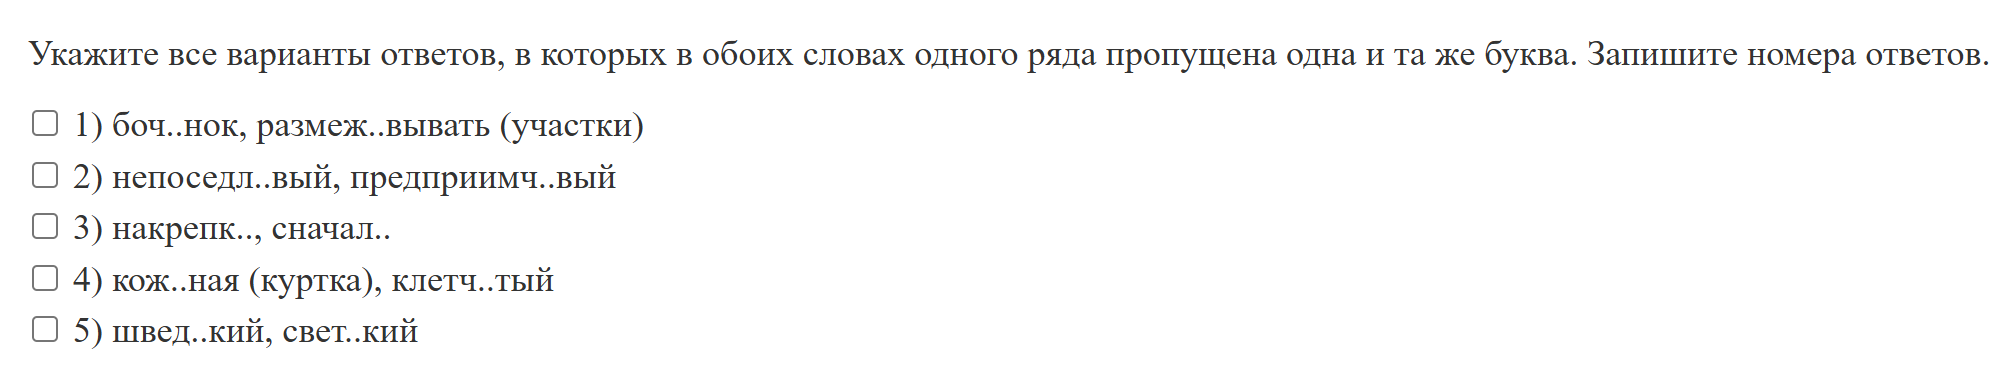 Укажите все варианты ответов, в которых в обоих словах одного ряда пропущена одна и та же буква. Запишите номера ответов.
1) боч..нок, размеж..вывать (участки)
2) непоседл..вый, предприимч..вый
3) накрепк.., сначал..
4) кож..ная (куртка), клетч..тый
5) швед..кий, свет..кий